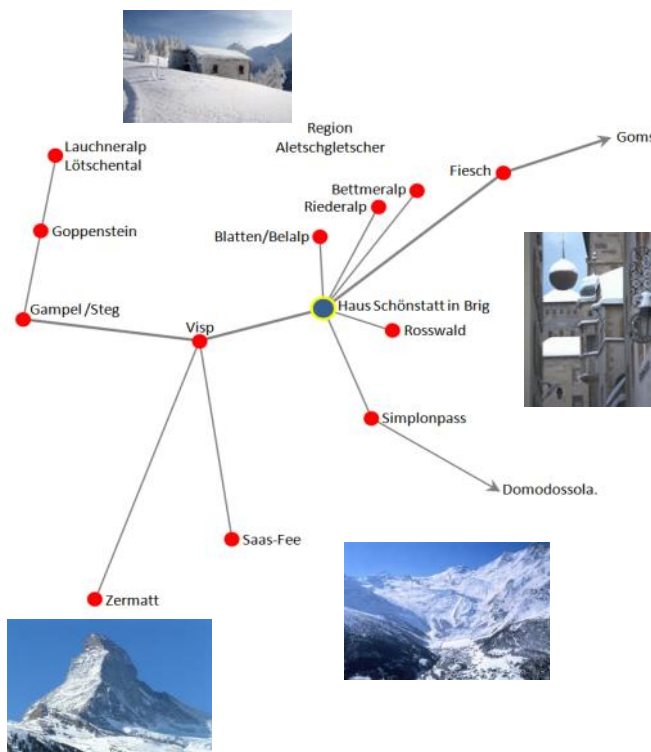 Region
Aletschgletscher
Goms
Lauchneralp
Lötschental
Fiesch
Bettmeralp
Riederalp
Goppenstein
Blatten/Belalp
Gampel /Steg
Haus Schönstatt in Brig
Visp
Rosswald
Simplonpass
Domodossola.
Saas-Fee
Zermatt